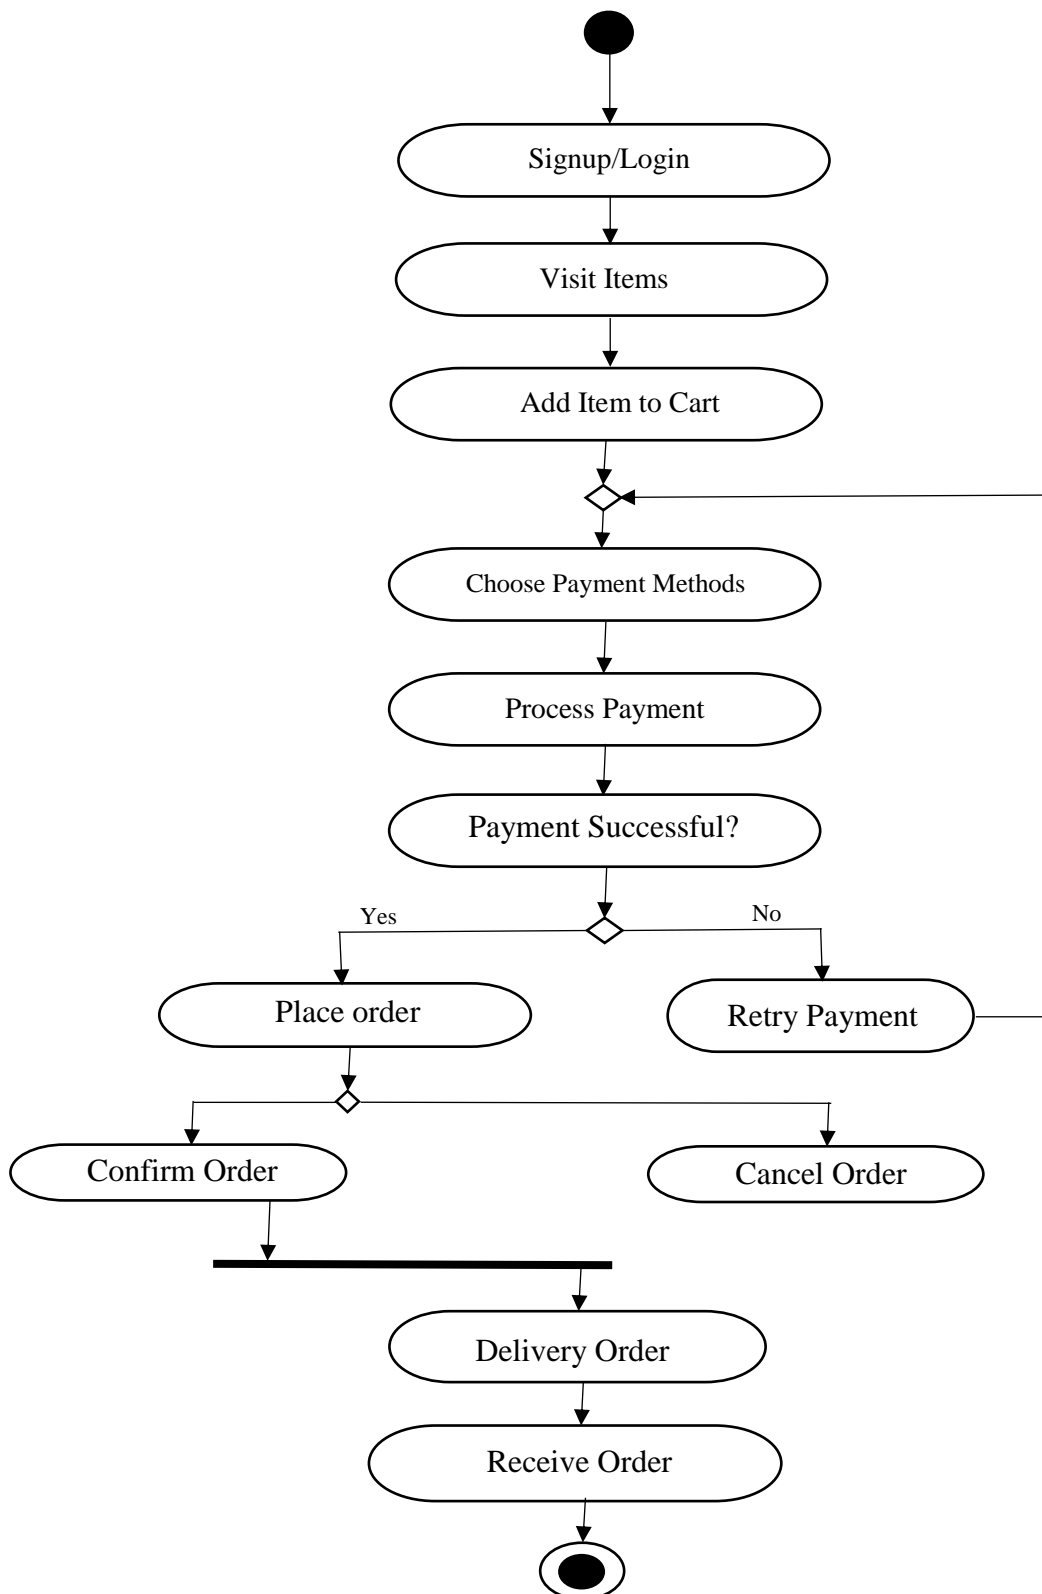 Signup/Login
Visit Items
Add Item to Cart
Choose Payment Methods
Process Payment
Payment Successful?
Yes
No
Place order
Retry Payment
Confirm Order
Cancel Order
Delivery Order
Receive Order